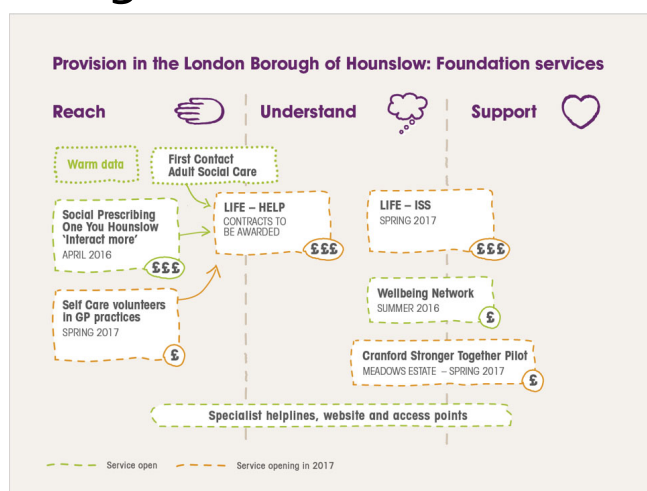 Provision in the London Borough of Hounslow: Foundation services
Reach
Understand
Support
Warm data
First Contact
Adult Social Care
Social Prescribing
One You Hounslow
'Interact more'
APRIL 2016
£££
LIFE – HELP
CONTRACTS TO
BE AWARDED
£££
LIFE – ISS
SPRING 2017
£££
Self Care volunteers
in GP practices
SPRING 2017
£
Wellbeing Network
SUMMER 2016
£
Cranford Stronger Together Pilot
MEADOWS ESTATE – SPRING 2017
£
Specialist helplines, website and access points
Service open
Service opening in 2017